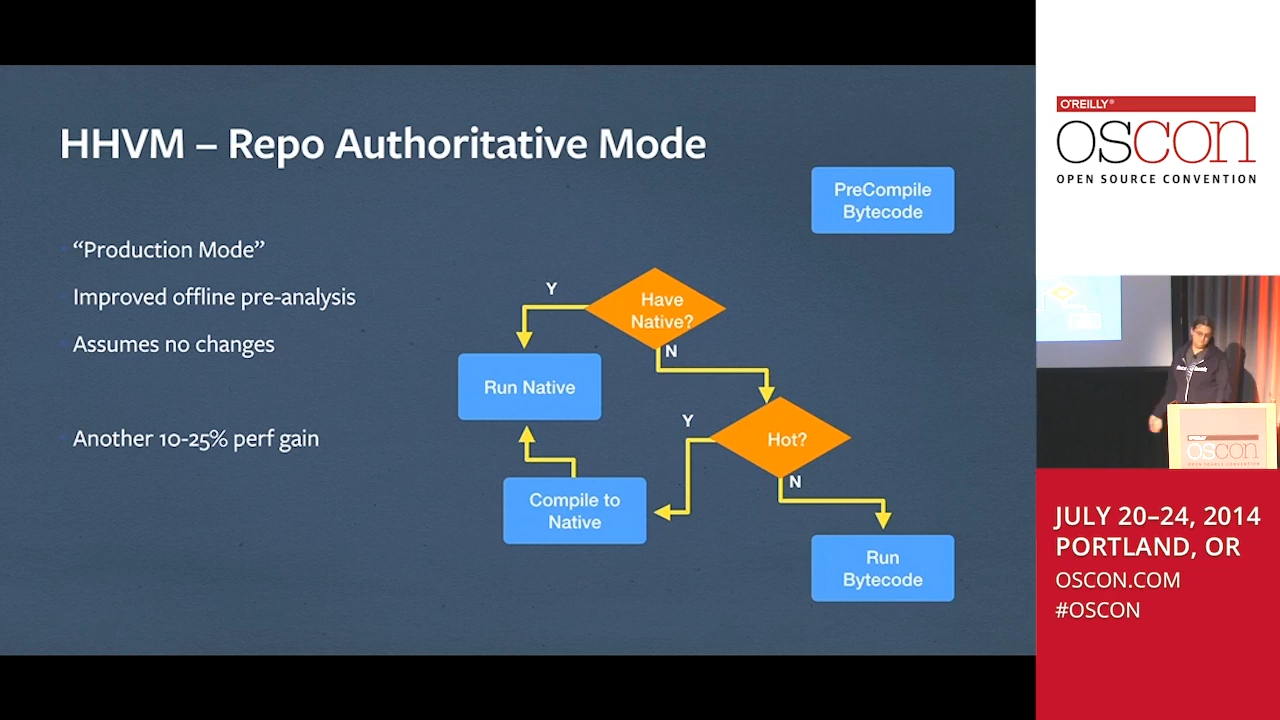 HHVM – Repo Authoritative Mode
“Production Mode”
Improved offline pre-analysis
Assumes no changes
Another 10-25% perf gain
PreCompile
Bytecode
Have
Native?
Y
N
Run Native
Hot?
Y
N
Compile to
Native
Run
Bytecode
O'REILLY®
OSCON
OPEN SOURCE CONVENTION
O'REILLY
OSCON
JULY 20–24, 2014
PORTLAND, OR
OSCON.COM
#OSCON